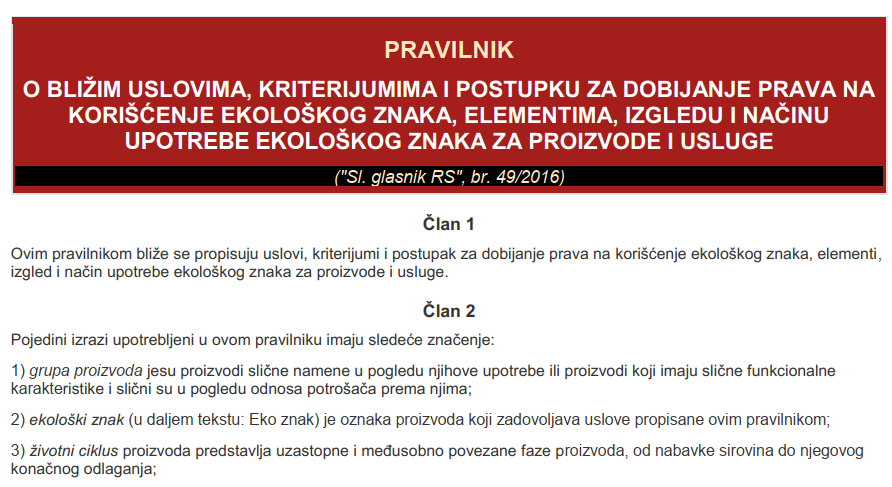 PRAVILNIK
O BLIŽIM USLOVIMA, KRITERIJUMIMA I POSTUPKU ZA DOBIJANJE PRAVA NA
KORIŠĆENJE EKOLOŠKOG ZNAKA, ELEMENTIMA, IZGLEDU I NAČINU
UPOTREBE EKOLOŠKOG ZNAKA ZA PROIZVODE I USLUGE
("Sl. glasnik RS", br. 49/2016)
Član 1
Ovim pravilnikom bliže se propisuju uslovi, kriterijumi i postupak za dobijanje prava na korišćenje ekološkog znaka, elementi,
izgled i način upotrebe ekološkog znaka za proizvode i usluge.
Član 2
Pojedini izrazi upotrebljeni u ovom pravilniku imaju sledeće značenje:
1) grupa proizvoda jesu proizvodi slične namene u pogledu njihove upotrebe ili proizvodi koji imaju slične funkcionalne
karakteristike i slični su u pogledu odnosa potrošača prema njima;
2) ekološki znak (u daljem tekstu: Eko znak) je oznaka proizvoda koji zadovoljava uslove propisane ovim pravilnikom;
3) životni ciklus proizvoda predstavlja uzastopne i međusobno povezane faze proizvoda, od nabavke sirovina do njegovog
konačnog odlaganja;